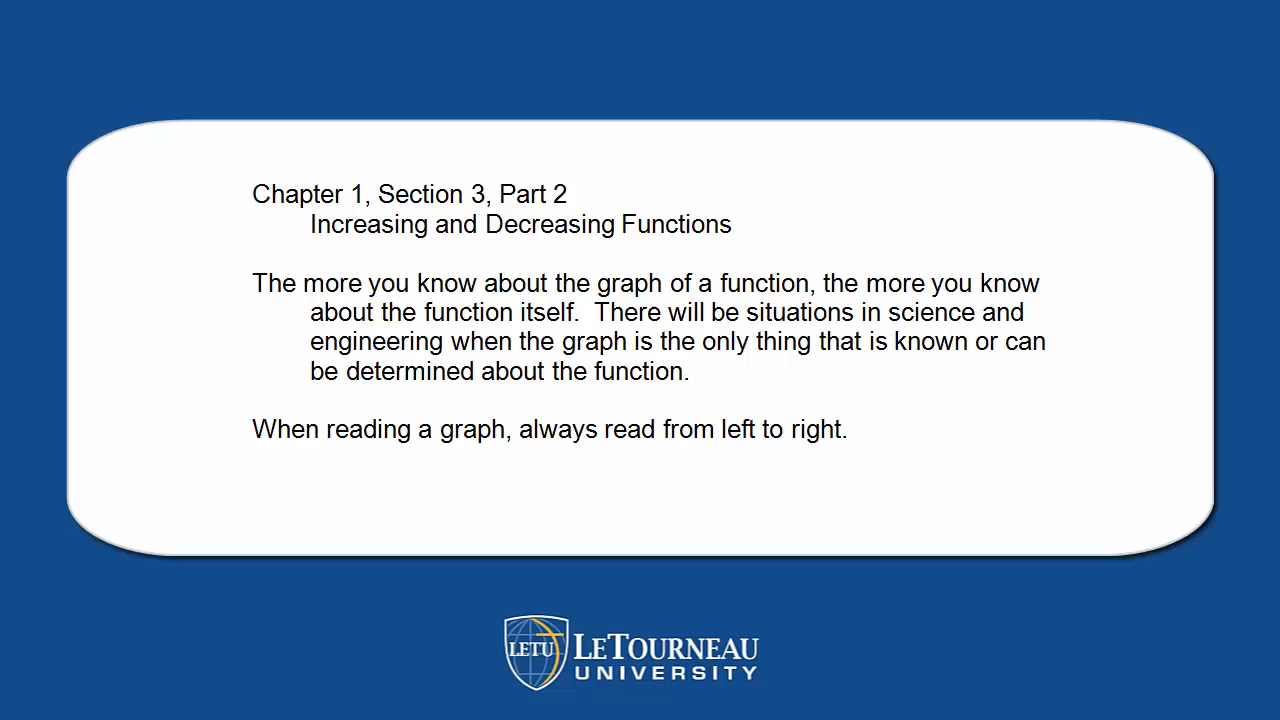 Chapter 1, Section 3, Part 2
Increasing and Decreasing Functions
The more you know about the graph of a function, the more you know
about the function itself.  There will be situations in science and
engineering when the graph is the only thing that is known or can
be determined about the function.
When reading a graph, always read from left to right.
LETU
LETOURNEAU
UNIVERSITY